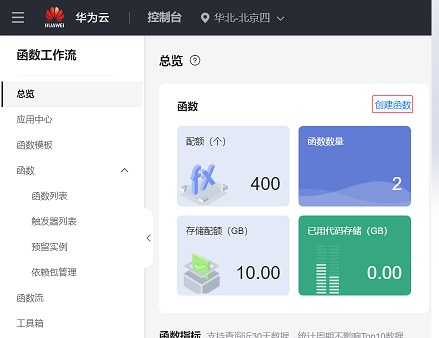 HUAWEI
华为云
控制台
华北-北京四
函数工作流
总览
应用中心
函数模板
函数
函数列表
触发器列表
预留实例
依赖包管理
函数流
工具箱
总览
函数
创建函数
配额（个）
400
函数数量
2
存储配额（GB）
10.00
已用代码存储（GB）
0.00
函数指标 支持查询近30天数据，统计周期不影响Top10数据